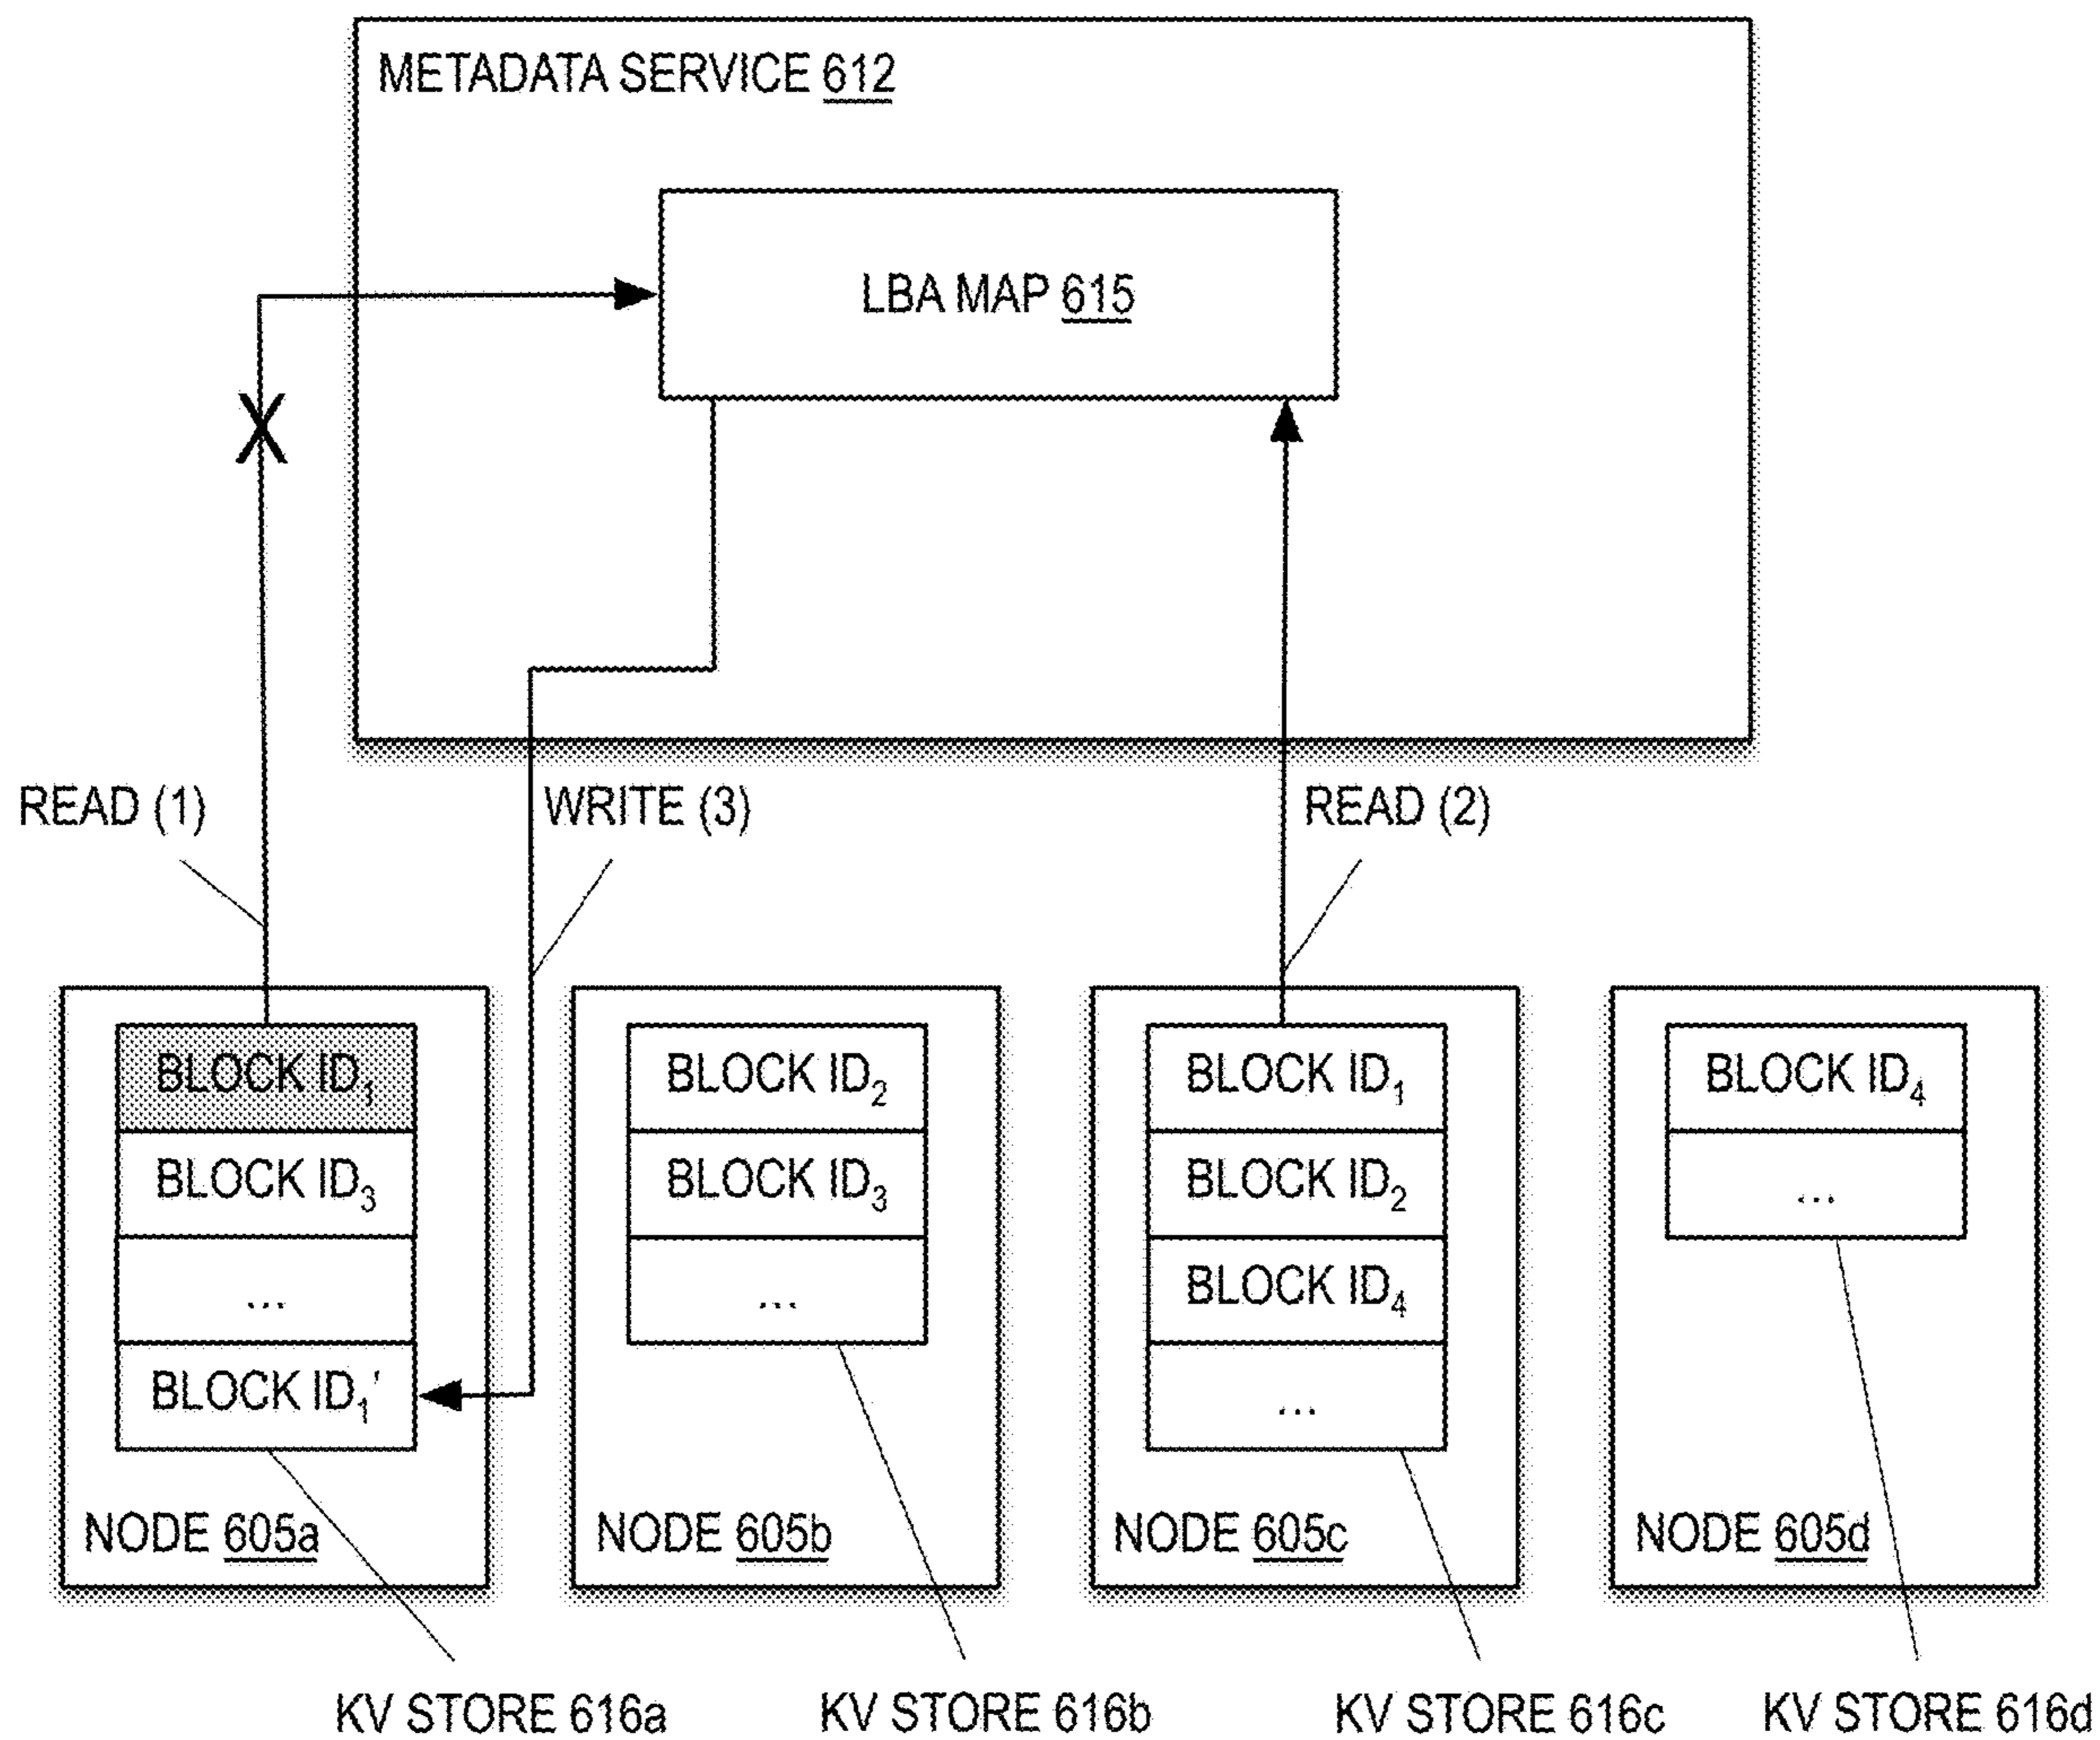 METADATA SERVICE 612
LBA MAP 615
X
READ (1)
WRITE (3)
READ (2)
BLOCK ID₁
BLOCK ID₃
...
BLOCK ID₁'
NODE 605a
BLOCK ID₂
BLOCK ID₃
...
NODE 605b
BLOCK ID₁
BLOCK ID₂
BLOCK ID₄
...
NODE 605c
BLOCK ID₄
...
NODE 605d
KV STORE 616a
KV STORE 616b
KV STORE 616c
KV STORE 616d